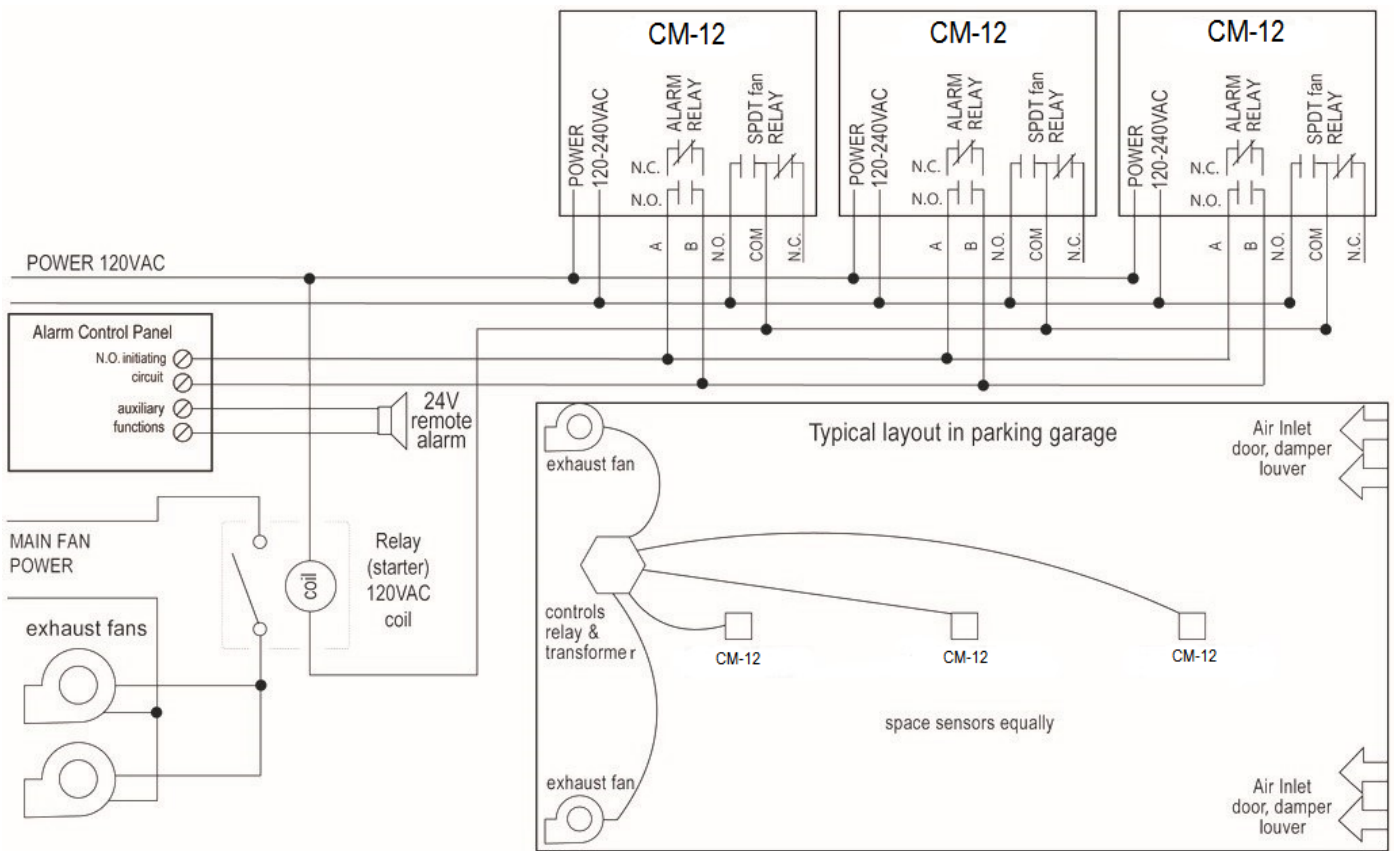 CM-12
POWER
120-240VAC
ALARM
RELAY
SPDT fan
RELAY
N.C.
N.O.
A
B
N.O.
COM
N.C.
CM-12
POWER
120-240VAC
ALARM
RELAY
SPDT fan
RELAY
N.C.
N.O.
A
B
N.O.
COM
N.C.
CM-12
POWER
120-240VAC
ALARM
RELAY
SPDT fan
RELAY
N.C.
N.O.
A
B
N.O.
COM
N.C.
POWER 120VAC
Alarm Control Panel
N.O. initiating
circuit
auxiliary
functions
24V
remote
alarm
MAIN FAN
POWER
coil
Relay
(starter)
120VAC
coil
exhaust fans
Typical layout in parking garage
exhaust fan
Air Inlet
door, damper
louver
controls
relay &
transformer
CM-12
CM-12
CM-12
space sensors equally
exhaust fan
Air Inlet
door, damper
louver